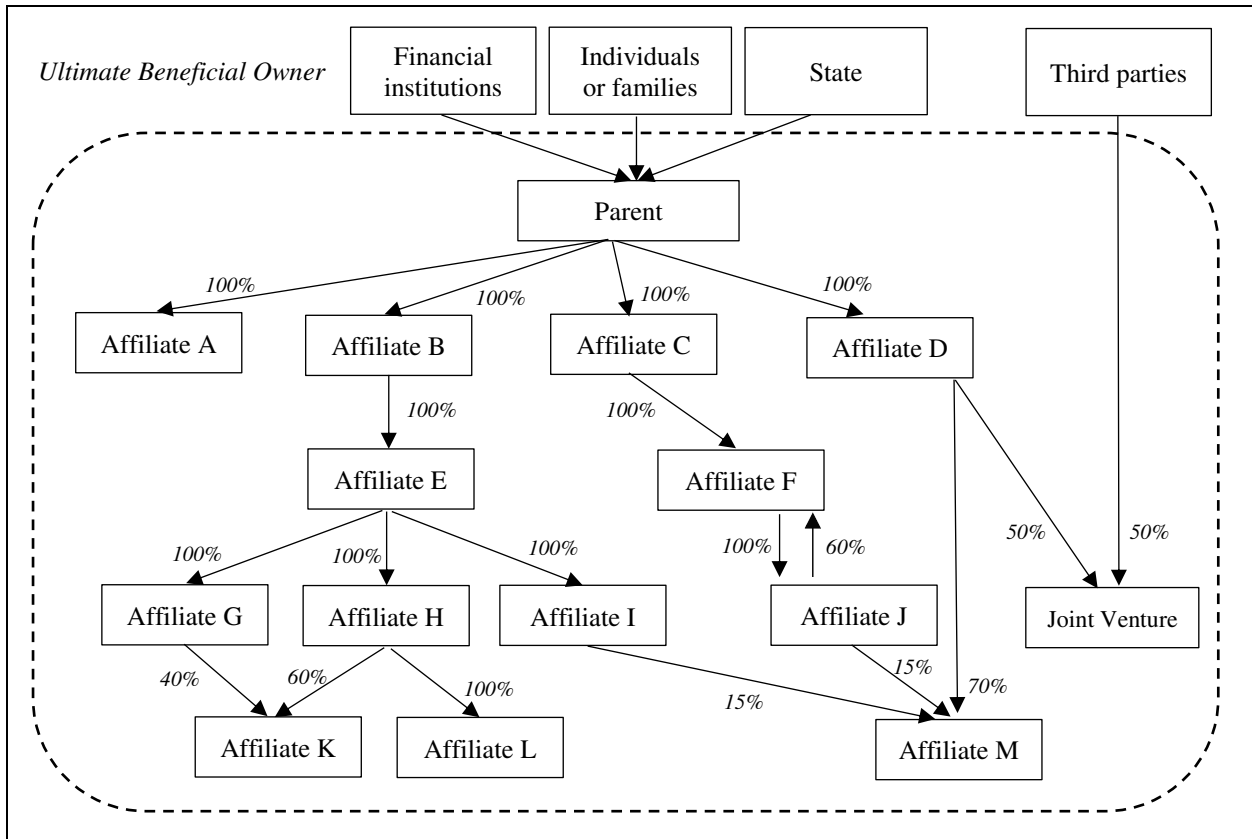 Ultimate Beneficial Owner
Financial
institutions
Individuals
or families
State
Third parties
Parent
100%
100%
100%
100%
Affiliate A
Affiliate B
Affiliate C
Affiliate D
100%
100%
Affiliate E
Affiliate F
100%
100%
100%
100%
60%
50%
50%
Affiliate G
Affiliate H
Affiliate I
Affiliate J
Joint Venture
40%
60%
100%
15%
15%
70%
Affiliate K
Affiliate L
Affiliate M